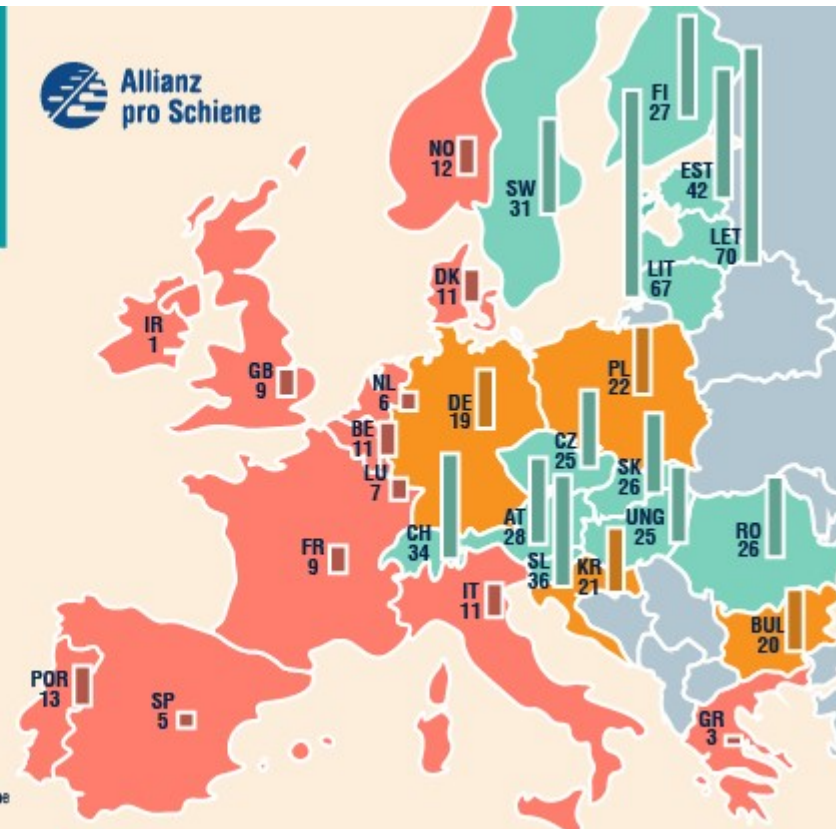 Allianz
pro Schiene
FI
27
NO
12
SW
31
EST
42
LET
70
LIT
67
DK
11
IR
1
GB
9
NL
6
BE
11
LU
7
DE
19
PL
22
CZ
25
SK
26
CH
34
AT
28
UNG
25
RO
26
FR
9
SL
36
KR
21
IT
11
BUL
20
POR
13
SP
5
GR
3